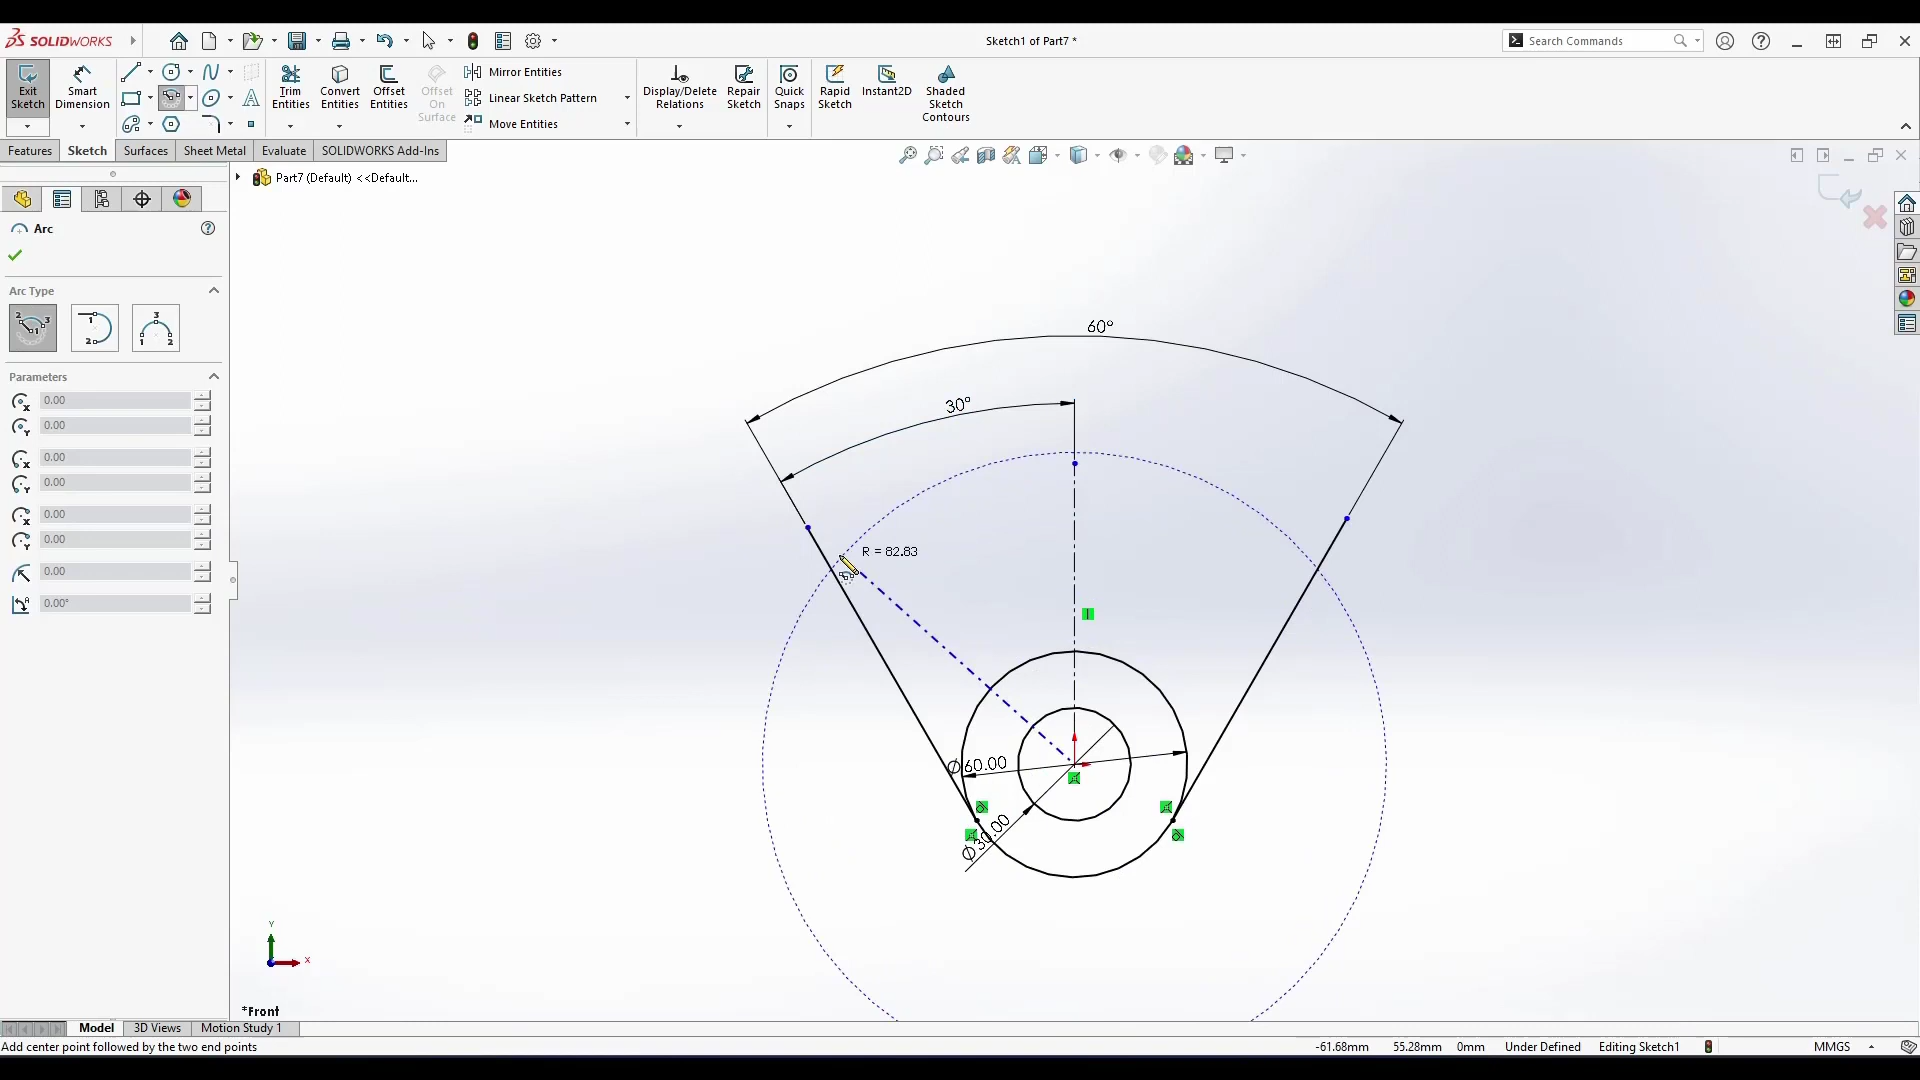 SOLIDWORKS
Sketch1 of Part7 *
Search Commands
Exit Sketch
Smart Dimension
Trim Entities
Convert Entities
Offset Entities
Offset On Surface
Mirror Entities
Linear Sketch Pattern
Move Entities
Display/Delete Relations
Repair Sketch
Quick Snaps
Rapid Sketch
Instant2D
Shaded Sketch Contours
Features
Sketch
Surfaces
Sheet Metal
Evaluate
SOLIDWORKS Add-Ins
Part7 (Default) <<Default...
Arc
Arc Type
Parameters
0.00
0.00
0.00
0.00
0.00
0.00
0.00
0.00°
60°
30°
R = 82.83
Ø60.00
Ø30.00
Y
X
*Front
Model
3D Views
Motion Study 1
Add center point followed by the two end points
-61.68mm
55.28mm
0mm
Under Defined
Editing Sketch1
MMGS